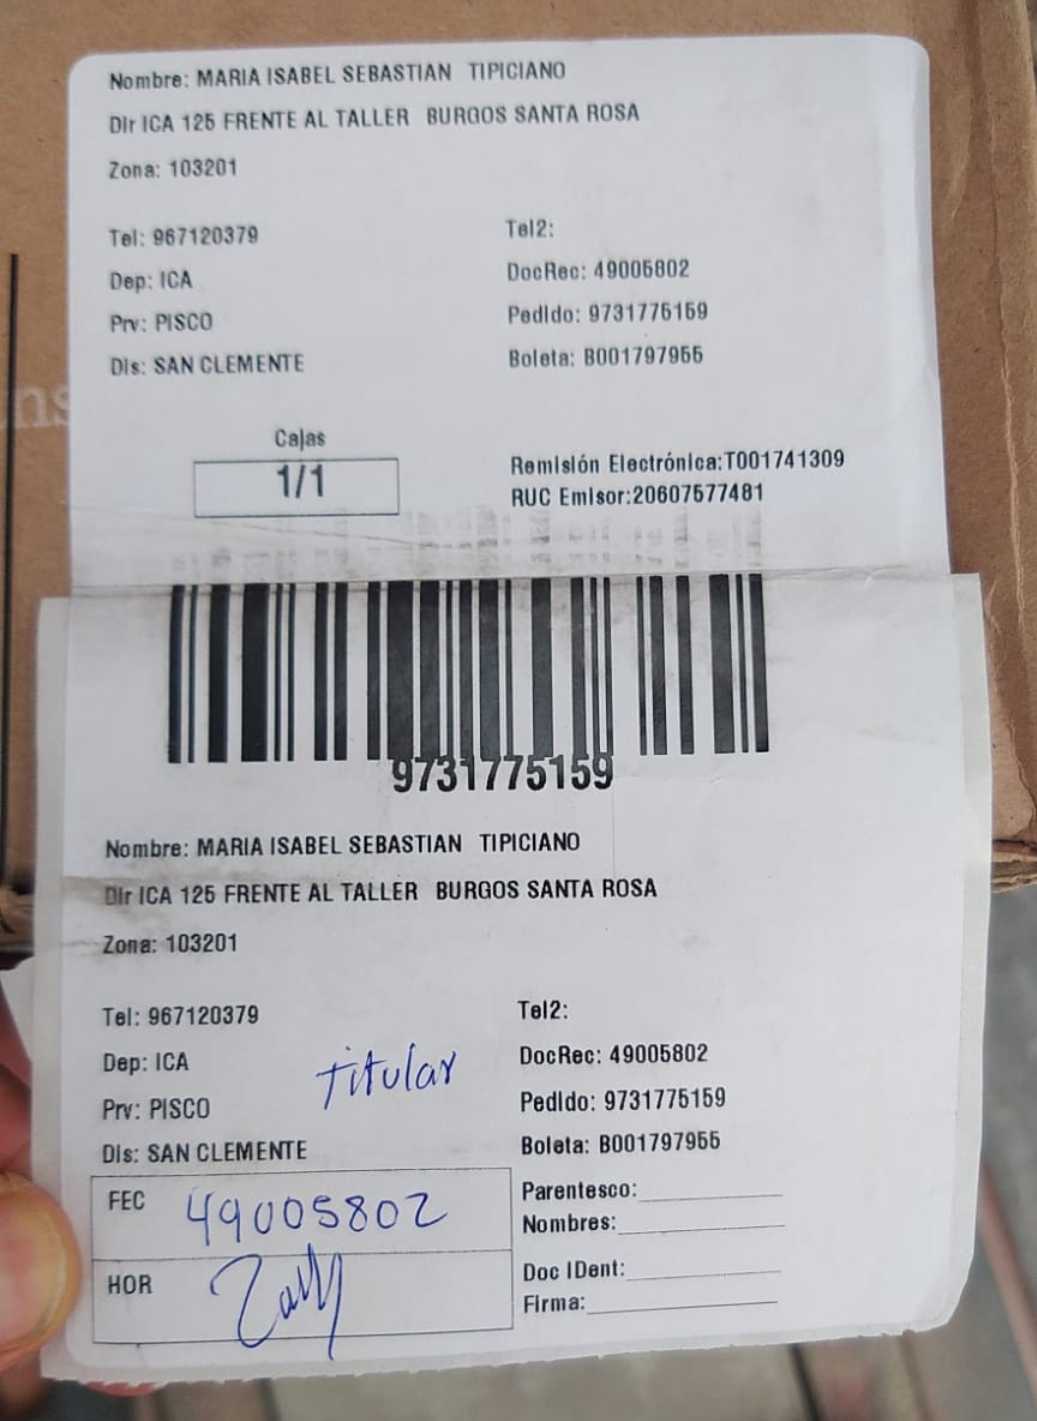 Nombre: MARIA ISABEL SEBASTIAN TIPICIANO
Dir ICA 125 FRENTE AL TALLER BURGOS SANTA ROSA
Zona: 103201
Tel: 967120379 Tel2:
Dep: ICA DocRec: 49005802
Prv: PISCO Pedido: 9731775159
Dis: SAN CLEMENTE Boleta: B001797955
Cajas
1/1
Remisión Electrónica:T001741309
RUC Emisor:20607577481
9731775159
Nombre: MARIA ISABEL SEBASTIAN TIPICIANO
Dir ICA 125 FRENTE AL TALLER BURGOS SANTA ROSA
Zona: 103201
Tel: 967120379 Tel2:
Dep: ICA titular DocRec: 49005802
Prv: PISCO Pedido: 9731775159
Dis: SAN CLEMENTE Boleta: B001797955
FEC 49005802 Parentesco:
Nombres:
HOR Doc IDent:
Firma: